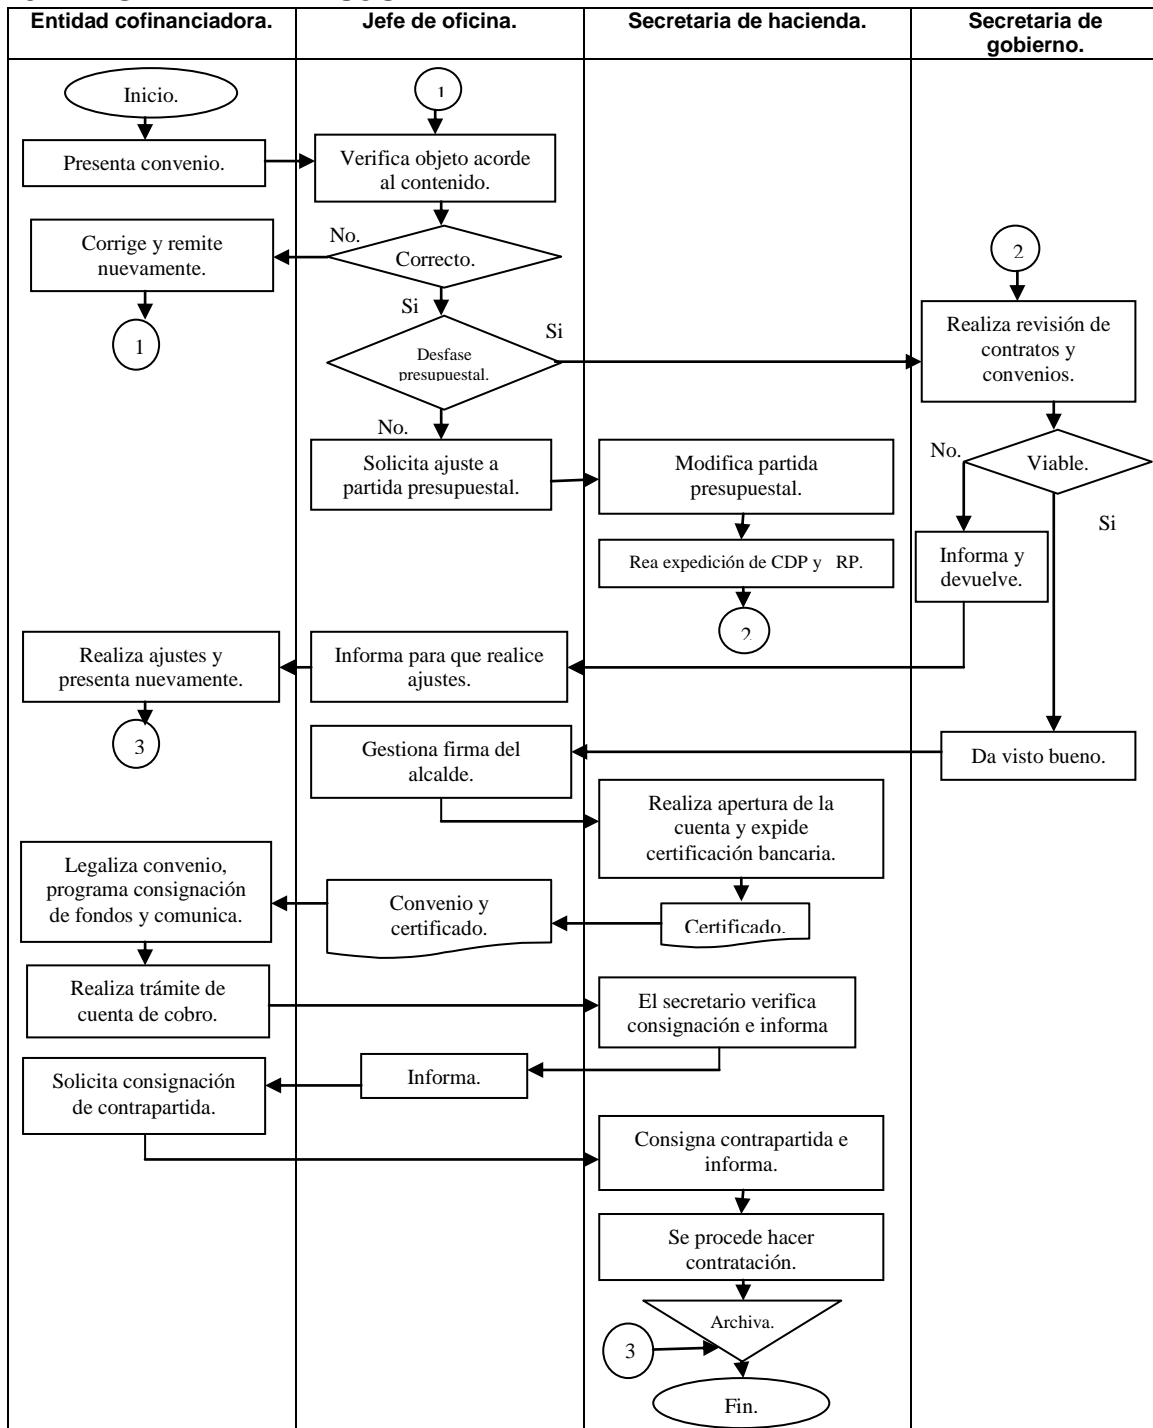 Entidad cofinanciadora.
Jefe de oficina.
Secretaria de hacienda.
Secretaria de
gobierno.
Inicio.
1
Presenta convenio.
Verifica objeto acorde
al contenido.
No.
Corrige y remite
nuevamente.
Correcto.
2
1
Si
Si
Desfase
presupuestal.
Realiza revisión de
contratos y
convenios.
No.
Solicita ajuste a
partida presupuestal.
Modifica partida
presupuestal.
No.
Viable.
Si
Rea expedición de CDP y RP.
Informa y
devuelve.
2
Realiza ajustes y
presenta nuevamente.
Informa para que realice
ajustes.
3
Gestiona firma del
alcalde.
Da visto bueno.
Realiza apertura de la
cuenta y expide
certificación bancaria.
Legaliza convenio,
programa consignación
de fondos y comunica.
Convenio y
certificado.
Certificado.
Realiza trámite de
cuenta de cobro.
El secretario verifica
consignación e informa
Informa.
Solicita consignación
de contrapartida.
Consigna contrapartida e
informa.
Se procede hacer
contratación.
Archiva.
3
Fin.